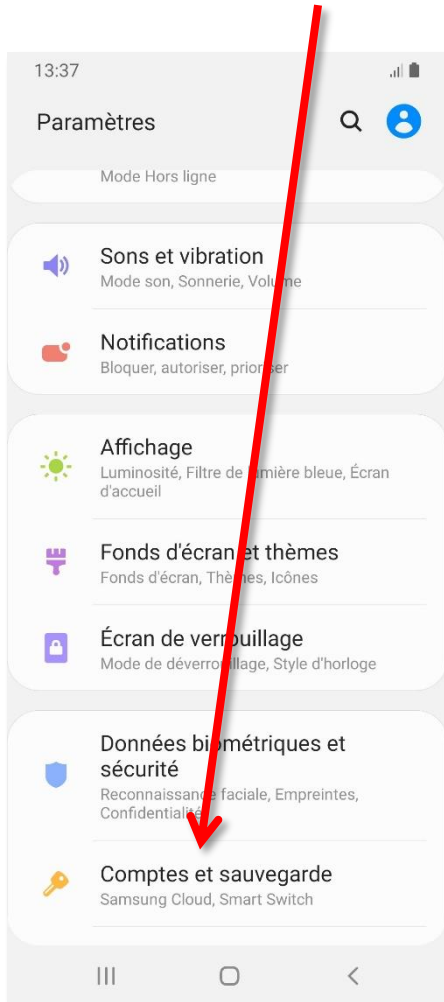 13:37
Paramètres
Mode Hors ligne
Sons et vibration
Mode son, Sonnerie, Volume
Notifications
Bloquer, autoriser, prioriser
Affichage
Luminosité, Filtre de lumière bleue, Écran
d'accueil
Fonds d'écran et thèmes
Fonds d'écran, Thèmes, Icônes
Écran de verrouillage
Mode de déverrouillage, Style d'horloge
Données biométriques et
sécurité
Reconnaissance faciale, Empreintes,
Confidentialité
Comptes et sauvegarde
Samsung Cloud, Smart Switch